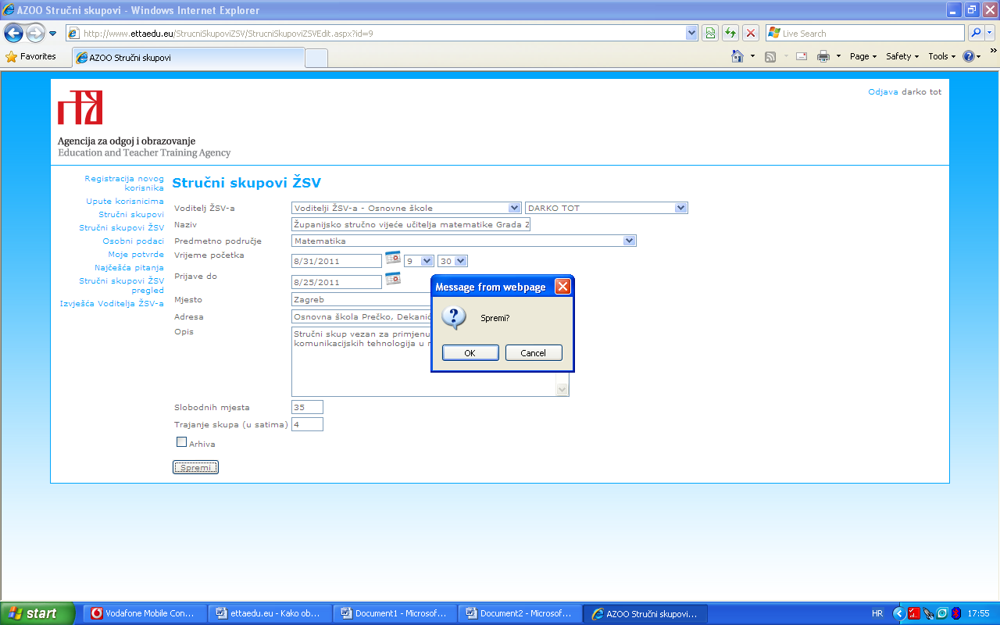 AZOO Stručni skupovi - Windows Internet Explorer
http://www.ettaedu.eu/StrucniSkupoviZSV/StrucniSkupoviZSVEdit.aspx?id=9
Live Search
Favorites
AZOO Stručni skupovi
Page
Safety
Tools
Odjava darko tot
Agencija za odgoj i obrazovanje
Education and Teacher Training Agency
Registracija novog
korisnika
Upute korisnicima
Stručni skupovi
Stručni skupovi ŽSV
Osobni podaci
Moje potvrde
Najčešća pitanja
Stručni skupovi ŽSV
pregled
Izvješća Voditelja ŽSV-a
Stručni skupovi ŽSV
Voditelj ŽSV-a
Voditelji ŽSV-a - Osnovne škole
DARKO TOT
Naziv
Županijsko stručno vijeće učitelja matematike Grada Z
Predmetno područje
Matematika
Vrijeme početka
8/31/2011
9
30
Prijave do
8/25/2011
Mjesto
Zagreb
Adresa
Osnovna škola Prečko, Dekanić
Opis
Stručni skup vezan za primjenu
komunikacijskih tehnologija u
Slobodnih mjesta
35
Trajanje skupa (u satima)
4
Arhiva
Spremi
Message from webpage
Spremi?
OK
Cancel
start
Vodafone Mobile Con...
ettaedu.eu - Kako ob...
Document1 - Microsof...
Document2 - Microsof...
AZOO Stručni skupovi...
HR
17:55